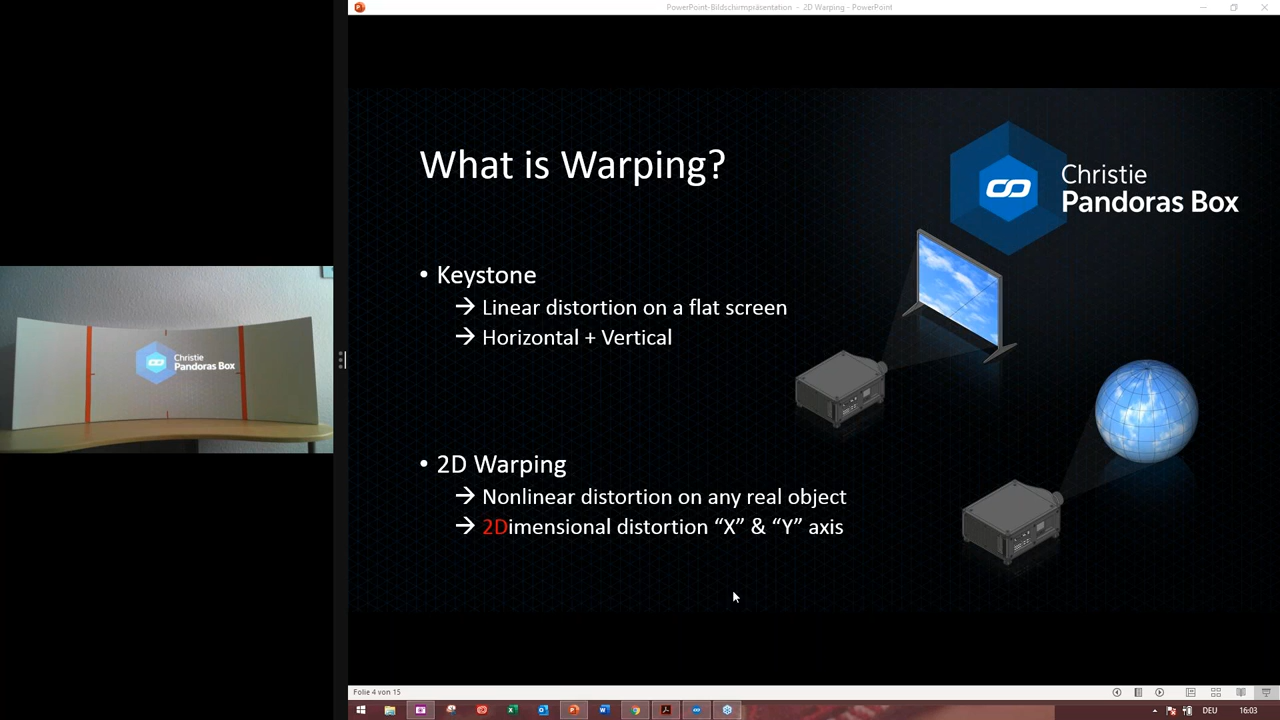 PowerPoint-Bildschirmpräsentation - 2D Warping - PowerPoint
What is Warping?
Christie
Pandoras Box
• Keystone
→ Linear distortion on a flat screen
→ Horizontal + Vertical
Christie
Pandoras Box
• 2D Warping
→ Nonlinear distortion on any real object
→ 2Dimensional distortion “X” & “Y” axis
Folie 4 von 15
DEU
16:03